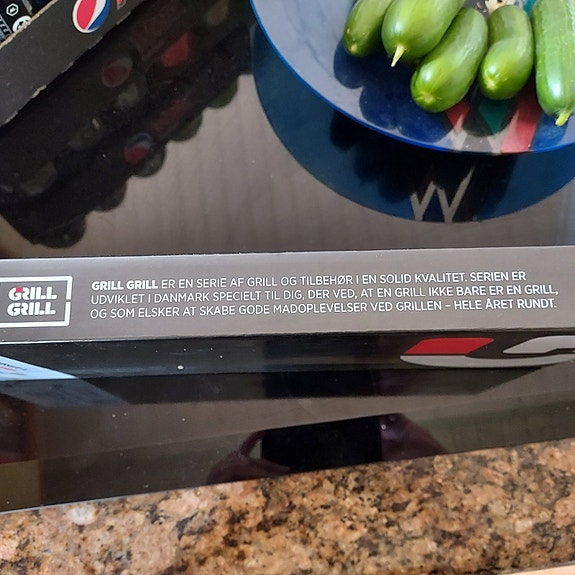 GRILL
GRILL
GRILL GRILL ER EN SERIE AF GRILL OG TILBEHØR I EN SOLID KVALITET. SERIEN ER
UDVIKLET I DANMARK SPECIELT TIL DIG, DER VED, AT EN GRILL IKKE BARE ER EN GRILL,
OG SOM ELSKER AT SKABE GODE MADOPLEVELSER VED GRILLEN – HELE ÅRET RUNDT.